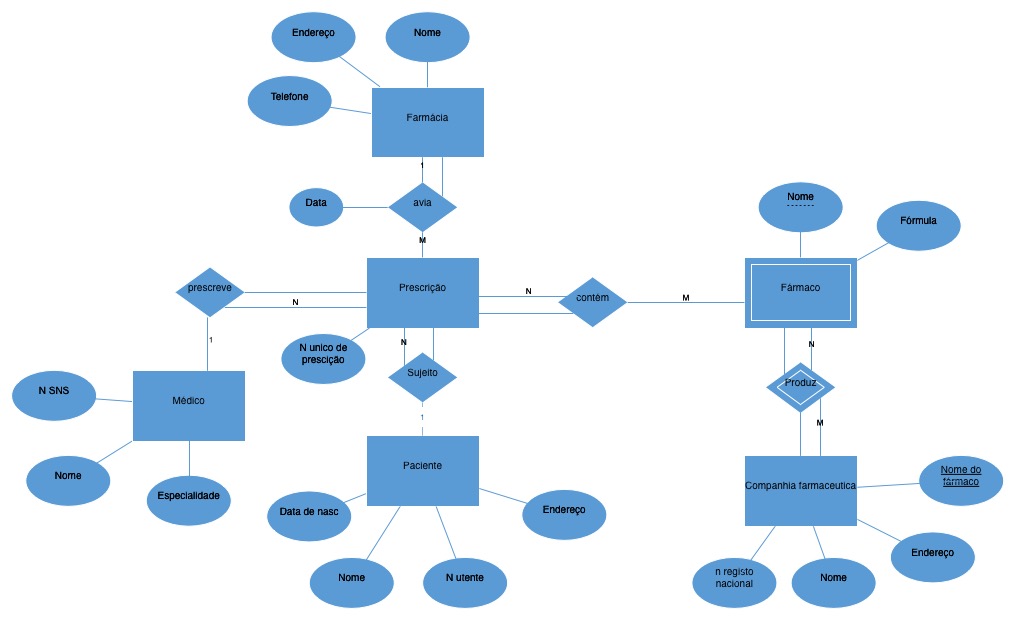 Endereço
Nome
Telefone
Farmácia
1
Data
avia
M
Nome
Fórmula
prescreve
N
Prescrição
N
contém
M
Fármaco
1
N unico de
prescição
N
Sujeito
N
Produz
N SNS
Médico
1
M
Nome
Especialidade
Paciente
Companhia farmaceutica
Nome do
fármaco
Data de nasc
Endereço
Endereço
Nome
N utente
n registo
nacional
Nome